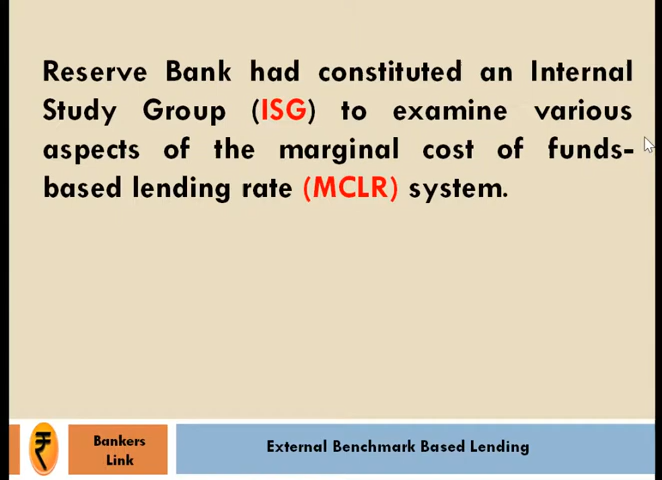 Reserve Bank had constituted an Internal
Study Group (ISG) to examine various
aspects of the marginal cost of funds-
based lending rate (MCLR) system.
₹
Bankers
Link
External Benchmark Based Lending